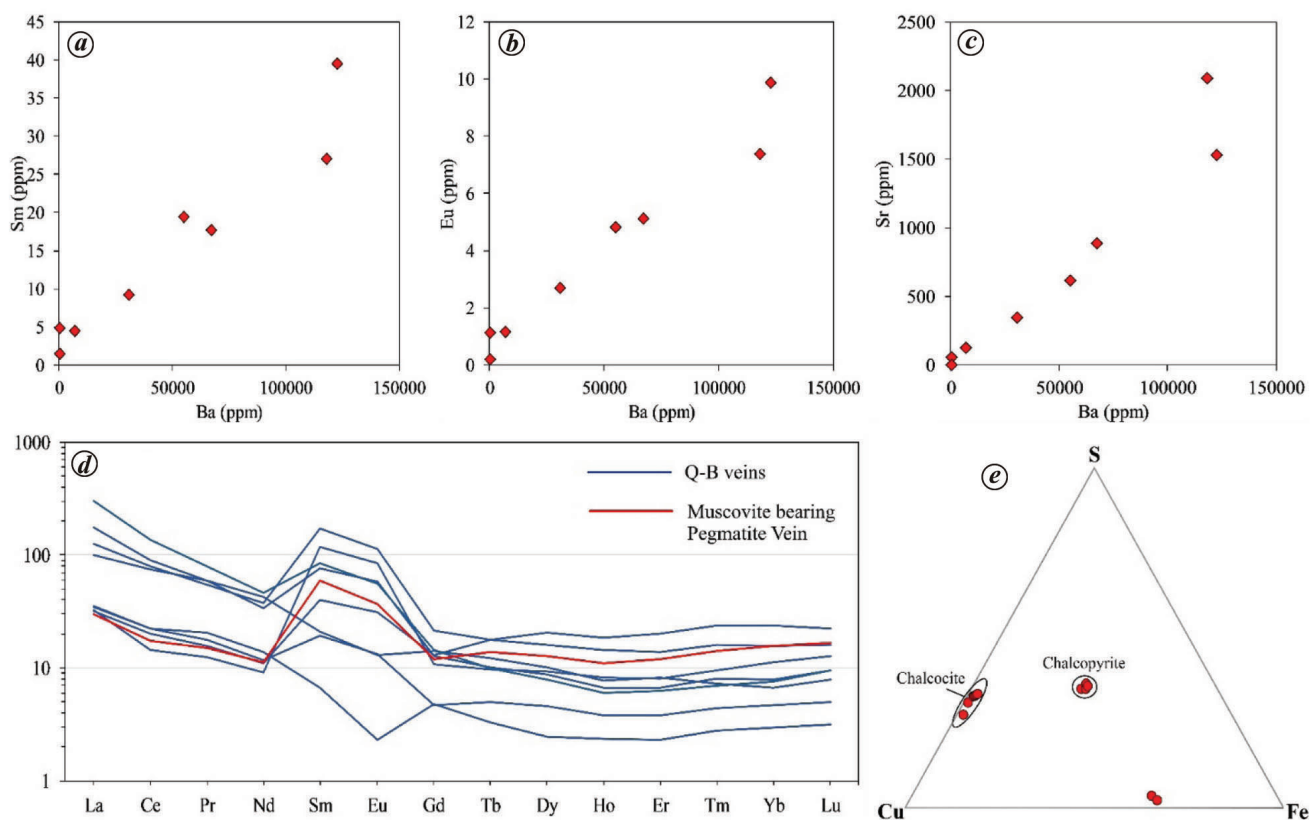 a
45
40
35
30
25
20
15
10
5
0
Sm (ppm)
0 50000 100000 150000
Ba (ppm)
b
12
10
8
6
4
2
0
Eu (ppm)
0 50000 100000 150000
Ba (ppm)
c
2500
2000
1500
1000
500
0
Sr (ppm)
0 50000 100000 150000
Ba (ppm)
d
1000
100
10
1
Q-B veins
Muscovite bearing
Pegmatite Vein
La Ce Pr Nd Sm Eu Gd Tb Dy Ho Er Tm Yb Lu
e
S
Chalcopyrite
Chalcocite
Cu Fe